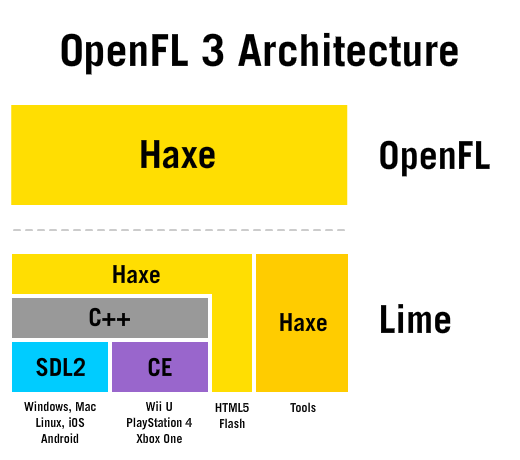 OpenFL 3 Architecture
Haxe
OpenFL
Haxe
C++
SDL2
CE
Haxe
Lime
Windows, Mac
Linux, iOS
Android
Wii U
PlayStation 4
Xbox One
HTML5
Flash
Tools